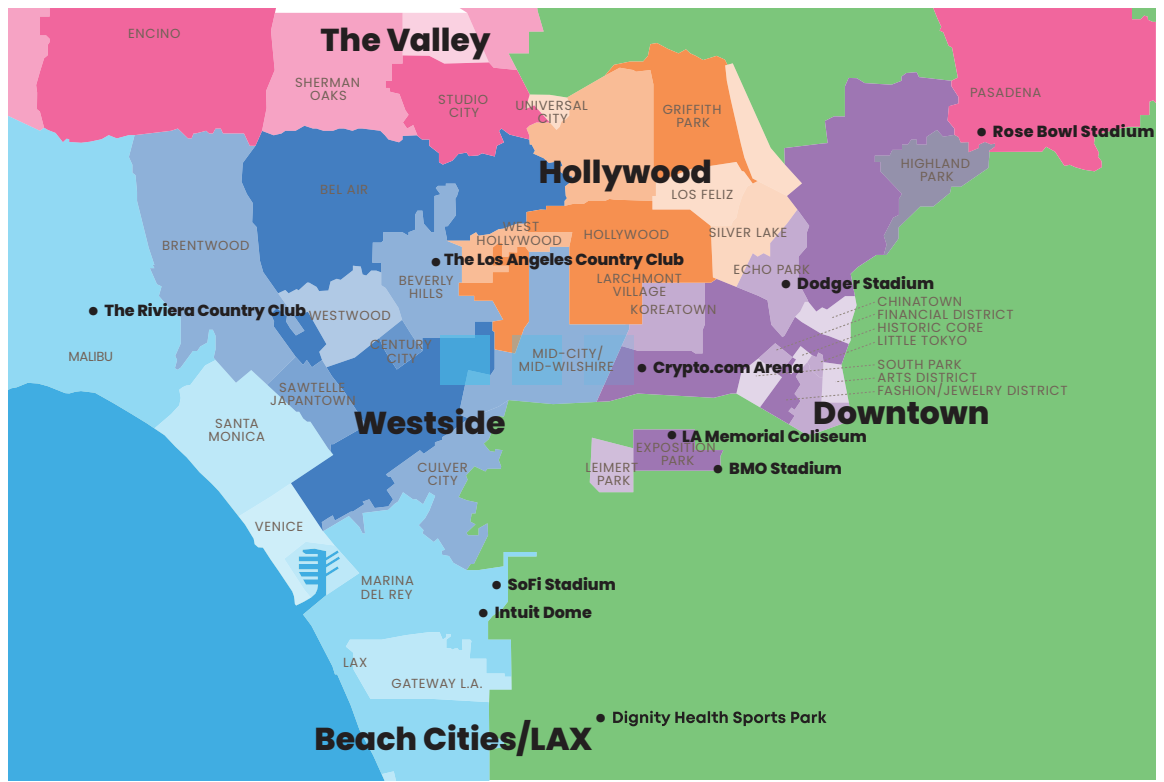 ENCINO
The Valley
SHERMAN
OAKS
STUDIO
CITY
UNIVERSAL
CITY
GRIFFITH
PARK
PASADENA
Rose Bowl Stadium
HIGHLAND
PARK
Hollywood
BEL AIR
LOS FELIZ
BRENTWOOD
WEST
HOLLYWOOD
HOLLYWOOD
SILVER LAKE
The Los Angeles Country Club
ECHO PARK
BEVERLY
HILLS
LARCHMONT
VILLAGE
Dodger Stadium
The Riviera Country Club
WESTWOOD
KOREATOWN
CHINATOWN
FINANCIAL DISTRICT
HISTORIC CORE
LITTLE TOKYO
MALIBU
CENTURY
CITY
MID-CITY/
MID-WILSHIRE
Crypto.com Arena
SOUTH PARK
ARTS DISTRICT
FASHION/JEWELRY DISTRICT
SAWTELLE
JAPANTOWN
SANTA
MONICA
Westside
Downtown
LA Memorial Coliseum
EXPOSITION
PARK
CULVER
CITY
LEIMERT
PARK
BMO Stadium
VENICE
MARINA
DEL REY
SoFi Stadium
Intuit Dome
LAX
GATEWAY L.A.
Dignity Health Sports Park
Beach Cities/LAX